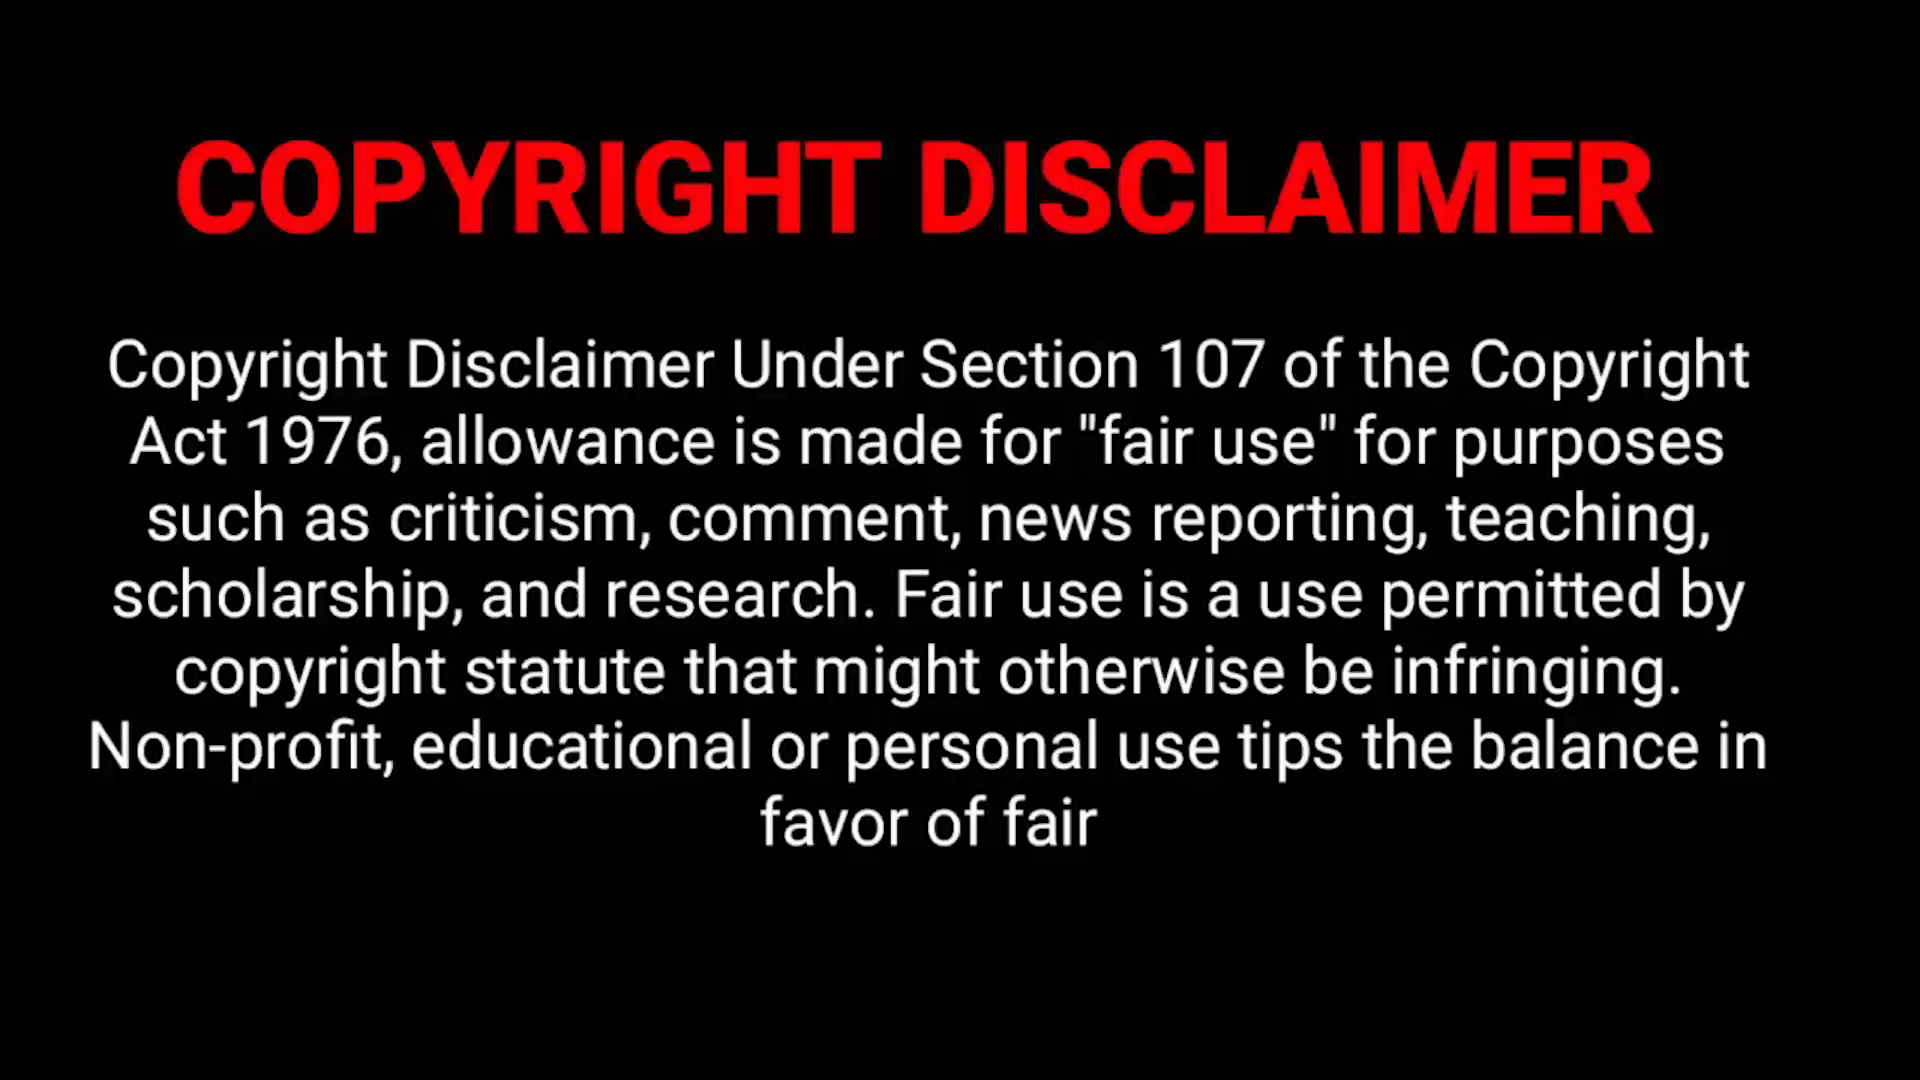 COPYRIGHT DISCLAIMER
Copyright Disclaimer Under Section 107 of the Copyright
Act 1976, allowance is made for "fair use" for purposes
such as criticism, comment, news reporting, teaching,
scholarship, and research. Fair use is a use permitted by
copyright statute that might otherwise be infringing.
Non-profit, educational or personal use tips the balance in
favor of fair